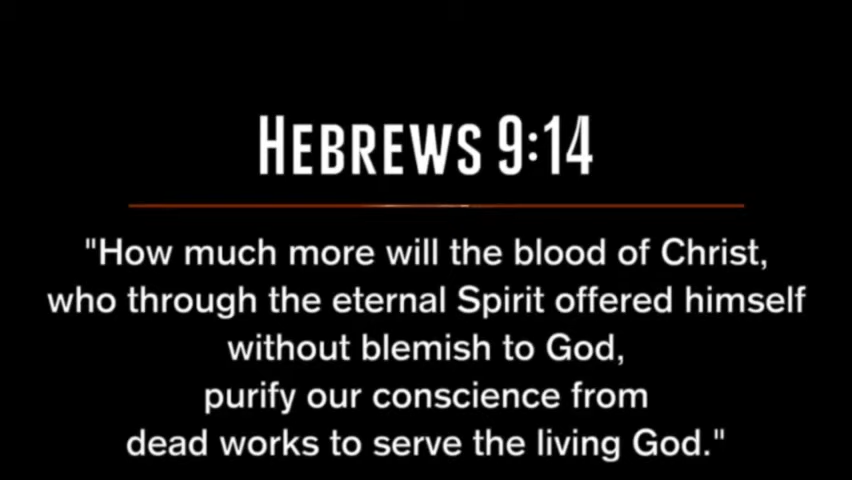 HEBREWS 9:14
"How much more will the blood of Christ,
who through the eternal Spirit offered himself
without blemish to God,
purify our conscience from
dead works to serve the living God."